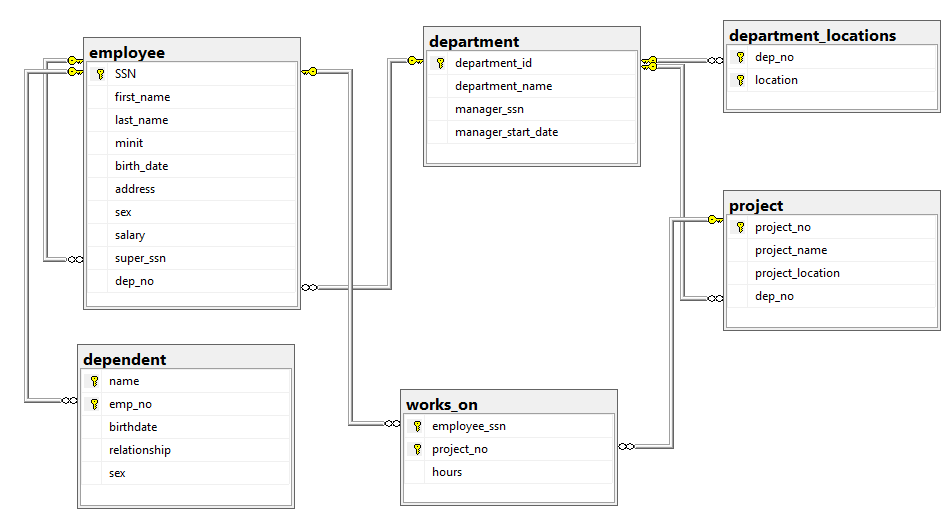 employee
SSN
first_name
last_name
minit
birth_date
address
sex
salary
super_ssn
dep_no
department
department_id
department_name
manager_ssn
manager_start_date
department_locations
dep_no
location
project
project_no
project_name
project_location
dep_no
dependent
name
emp_no
birthdate
relationship
sex
works_on
employee_ssn
project_no
hours